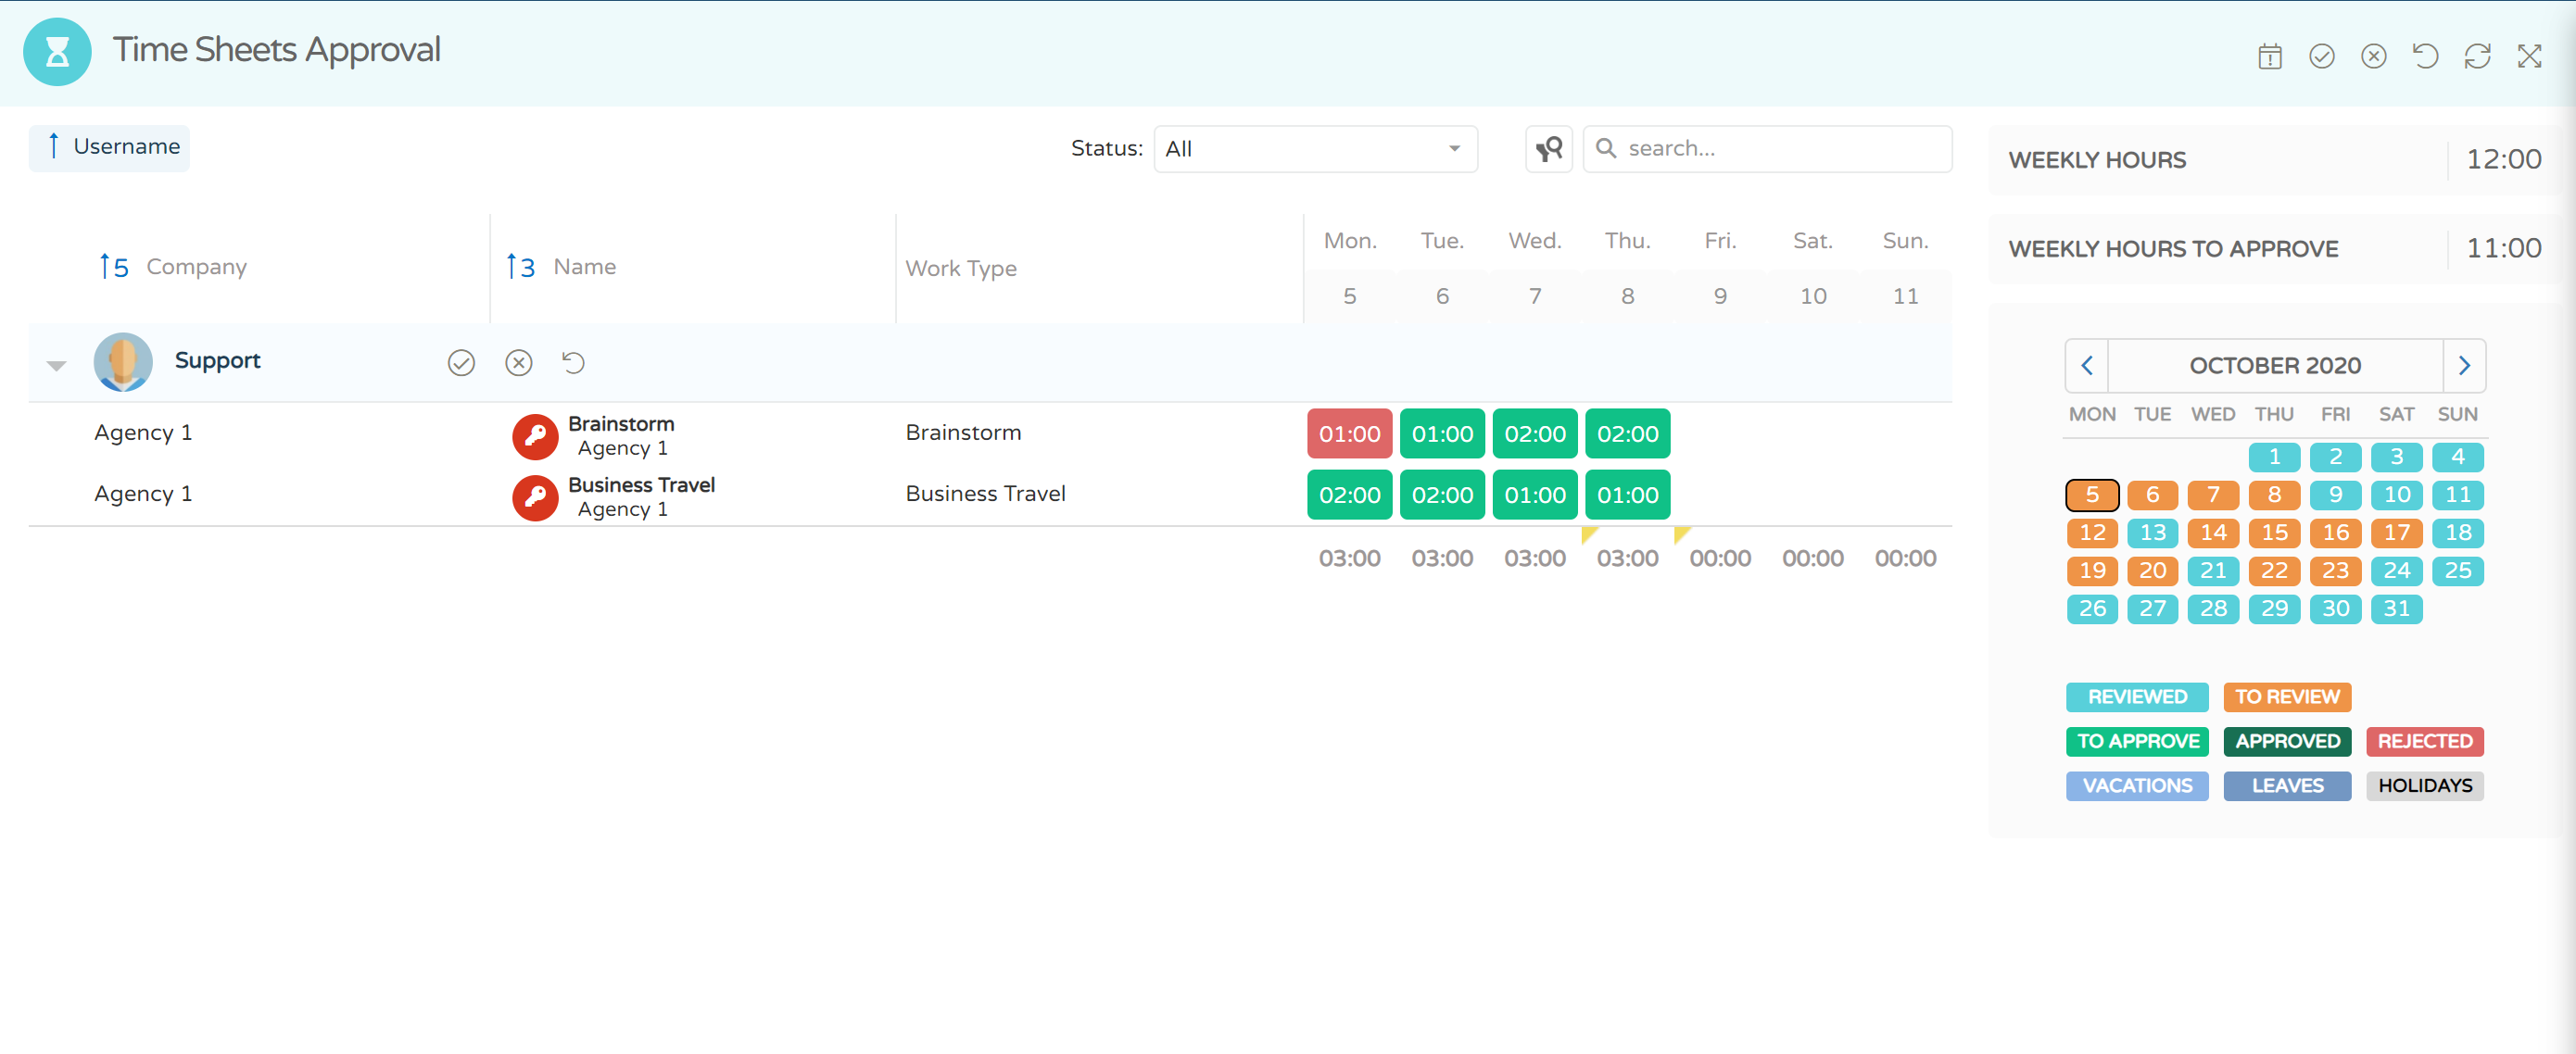 Time Sheets Approval
Username
Status: All search...
5 Company 3 Name Work Type
Mon. Tue. Wed. Thu. Fri. Sat. Sun.
5 6 7 8 9 10 11
Support
Agency 1 Brainstorm Agency 1 Brainstorm 01:00 01:00 02:00 02:00
Agency 1 Business Travel Agency 1 Business Travel 02:00 02:00 01:00 01:00
03:00 03:00 03:00 03:00 00:00 00:00 00:00
WEEKLY HOURS 12:00
WEEKLY HOURS TO APPROVE 11:00
OCTOBER 2020
MON TUE WED THU FRI SAT SUN
1 2 3 4
5 6 7 8 9 10 11
12 13 14 15 16 17 18
19 20 21 22 23 24 25
26 27 28 29 30 31
REVIEWED TO REVIEW
TO APPROVE APPROVED REJECTED
VACATIONS LEAVES HOLIDAYS